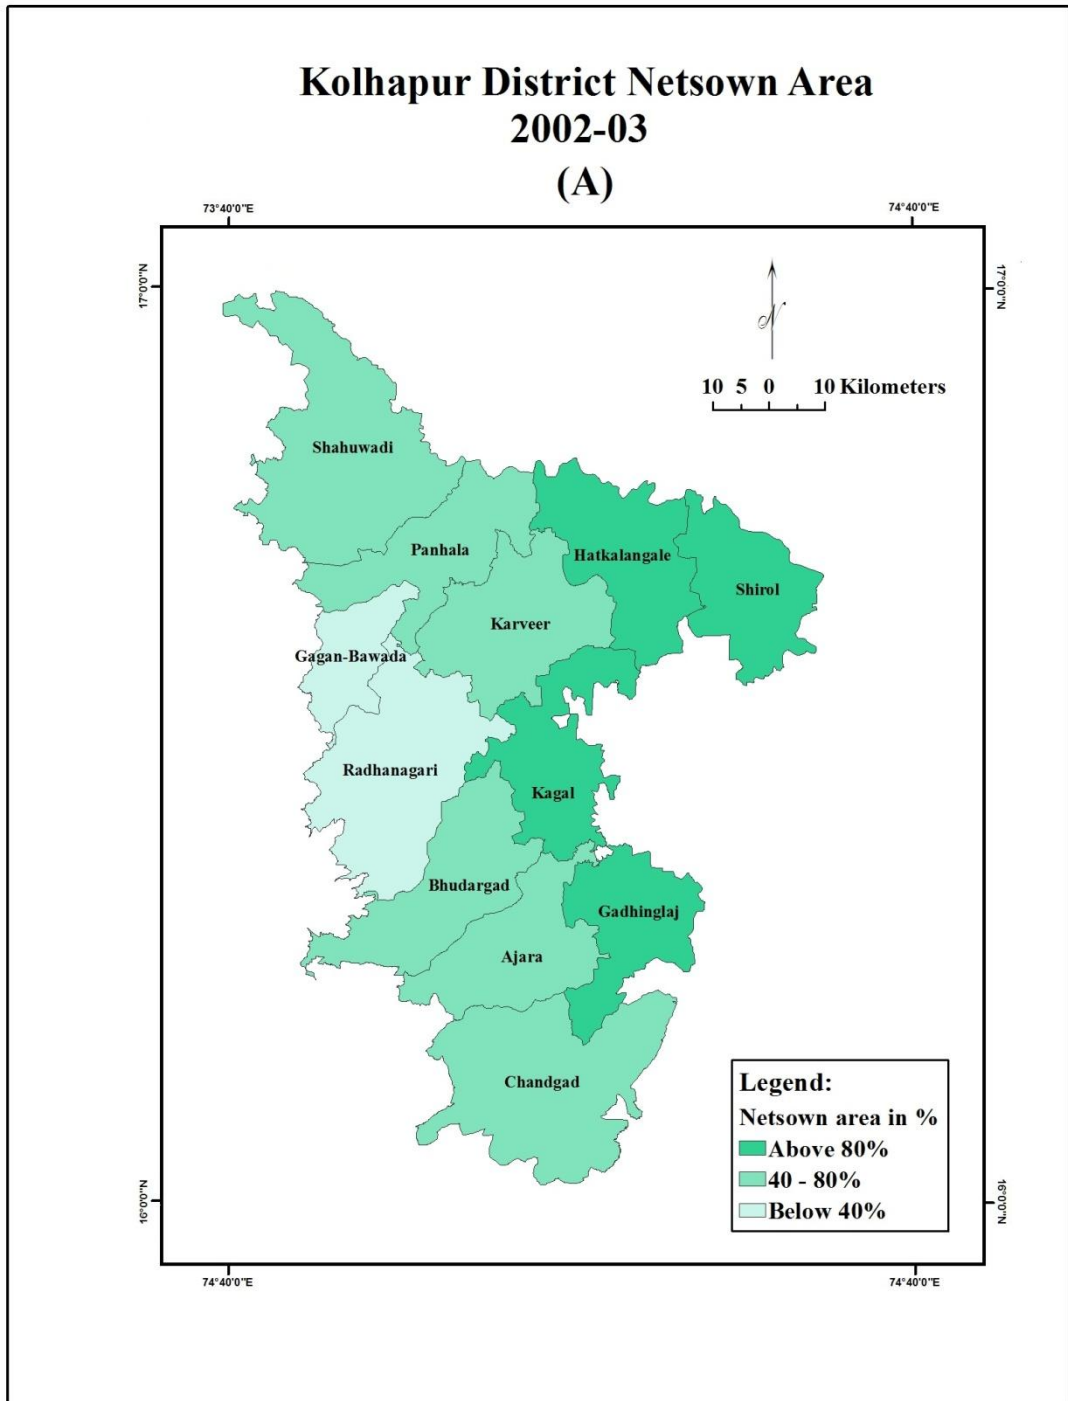 Kolhapur District Netsown Area
2002-03
(A)
73°40'0"E
74°40'0"E
17°0'0"N
17°0'0"N
N
10 5 0 10 Kilometers
Shahuwadi
Panhala
Hatkalangale
Shirol
Karveer
Gagan-Bawada
Radhanagari
Kagal
Bhudargad
Gadhinglaj
Ajara
Chandgad
Legend:
Netsown area in %
Above 80%
40 - 80%
Below 40%
16°0'0"N
16°0'0"N
74°40'0"E
74°40'0"E